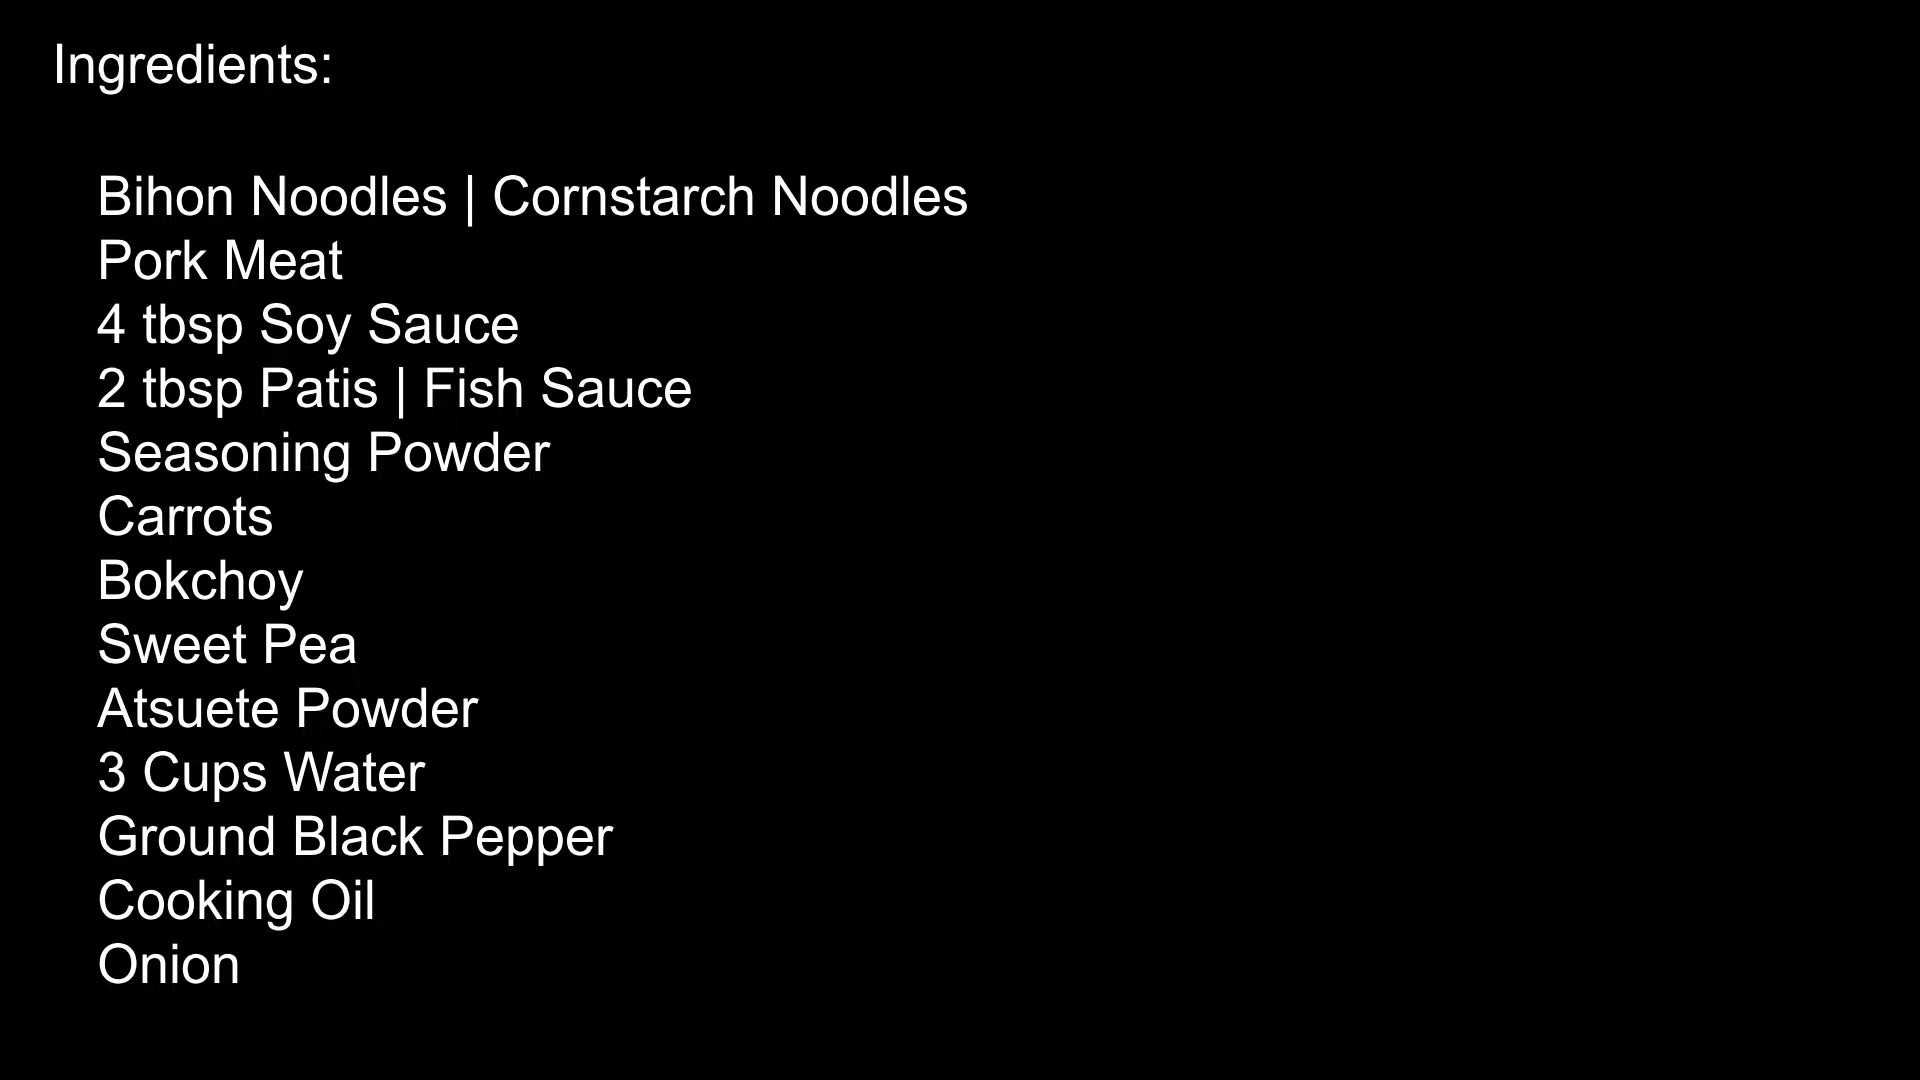 Ingredients:
Bihon Noodles | Cornstarch Noodles
Pork Meat
4 tbsp Soy Sauce
2 tbsp Patis | Fish Sauce
Seasoning Powder
Carrots
Bokchoy
Sweet Pea
Atsuete Powder
3 Cups Water
Ground Black Pepper
Cooking Oil
Onion